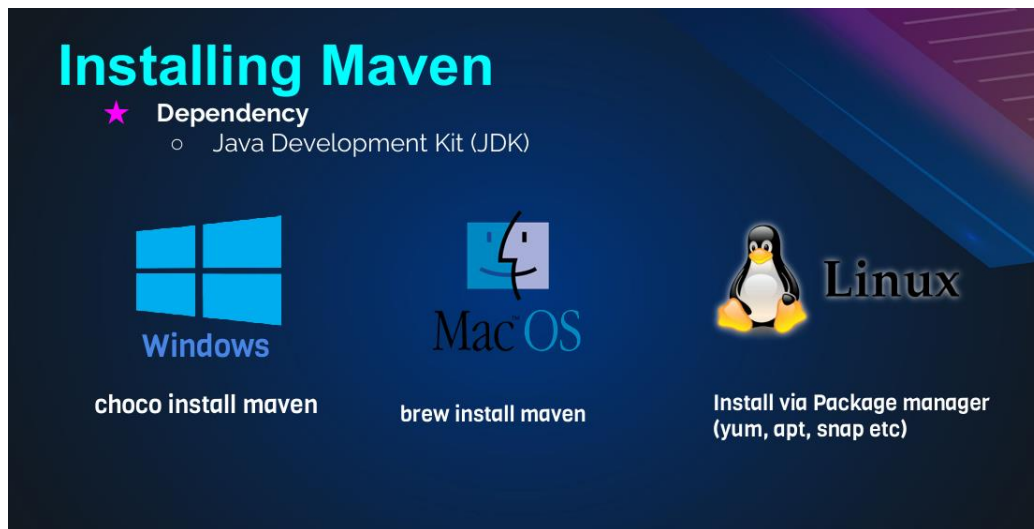 Installing Maven
★ Dependency
○ Java Development Kit (JDK)
Windows
choco install maven
Mac™OS
brew install maven
Linux
Install via Package manager
(yum, apt, snap etc)